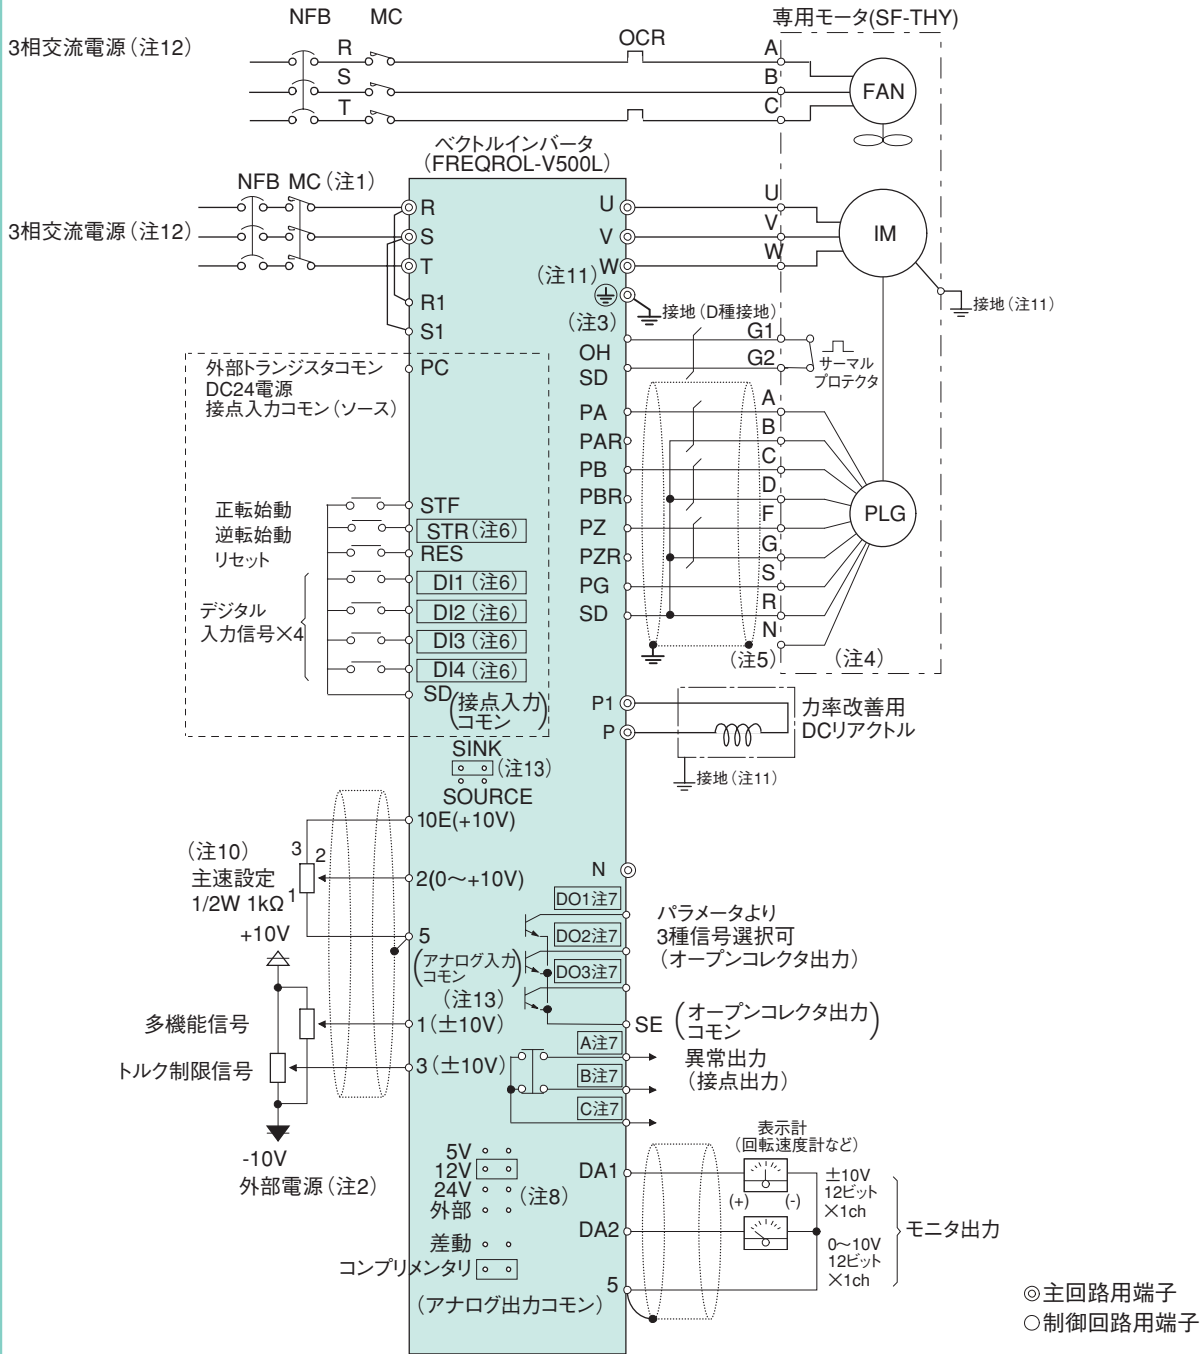 NFB MC
専用モータ(SF-THY)
3相交流電源（注12）
R
S
T
OCR
A
B
C
FAN
ベクトルインバータ
（FREQROL-V500L）
NFB MC（注1）
3相交流電源（注12）
R
S
T
R1
S1
U
V
W
（注11）
（注3）
U
V
W
IM
接地（注11）
接地（D種接地）
OH
SD
G1
G2
サーマル
プロテクタ
外部トランジスタコモン
DC24電源
接点入力コモン（ソース）
PC
PA
PAR
PB
PBR
PZ
PZR
PG
SD
A
B
C
D
F
G
S
R
N
PLG
（注5）
（注4）
正転始動
逆転始動
リセット
デジタル
入力信号×4
STF
STR（注6）
RES
DI1（注6）
DI2（注6）
DI3（注6）
DI4（注6）
SD
（接点入力
コモン）
P1
P
力率改善用
DCリアクトル
接地（注11）
SINK
（注13）
SOURCE
10E(+10V)
（注10）
主速設定
1/2W 1kΩ
3
2
1
2(0〜+10V)
5
（アナログ入力
コモン）
（注13）
N
DO1注7
DO2注7
DO3注7
パラメータより
3種信号選択可
（オープンコレクタ出力）
SE
（オープンコレクタ出力
コモン）
+10V
多機能信号
トルク制限信号
-10V
外部電源（注2）
1（±10V）
3（±10V）
A注7
B注7
C注7
異常出力
（接点出力）
5V
12V
24V
外部
（注8）
差動
コンプリメンタリ
DA1
DA2
5
（アナログ出力コモン）
表示計
（回転速度計など）
(+)
(-)
±10V
12ビット
×1ch
0〜10V
12ビット
×1ch
モニタ出力
◎主回路用端子
○制御回路用端子